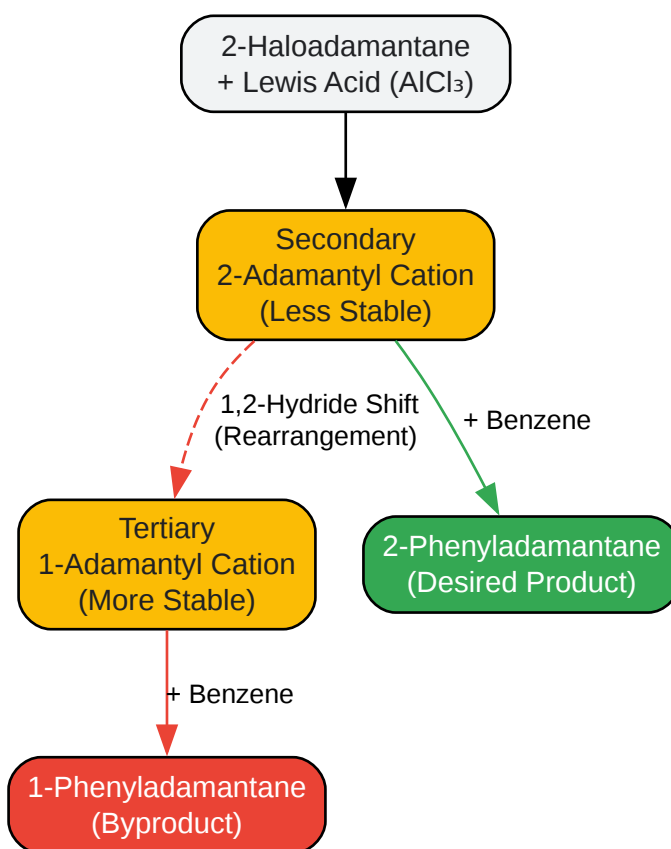 2-Haloadamantane
+ Lewis Acid (AlCl₃)
Secondary
2-Adamantyl Cation
(Less Stable)
1,2-Hydride Shift
(Rearrangement)
+ Benzene
Tertiary
1-Adamantyl Cation
(More Stable)
2-Phenyladamantane
(Desired Product)
+ Benzene
1-Phenyladamantane
(Byproduct)